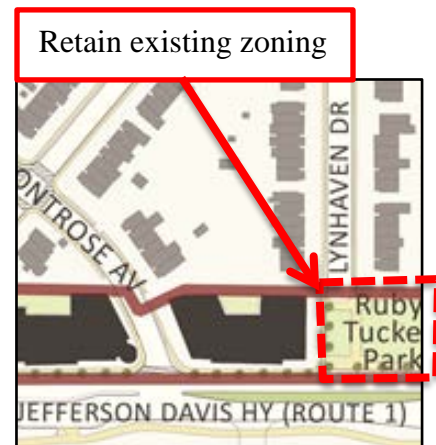 Retain existing zoning
LYNHAVEN DR
ONTROSE AV
Ruby
Tucke
Park
JEFFERSON DAVIS HY (ROUTE 1)